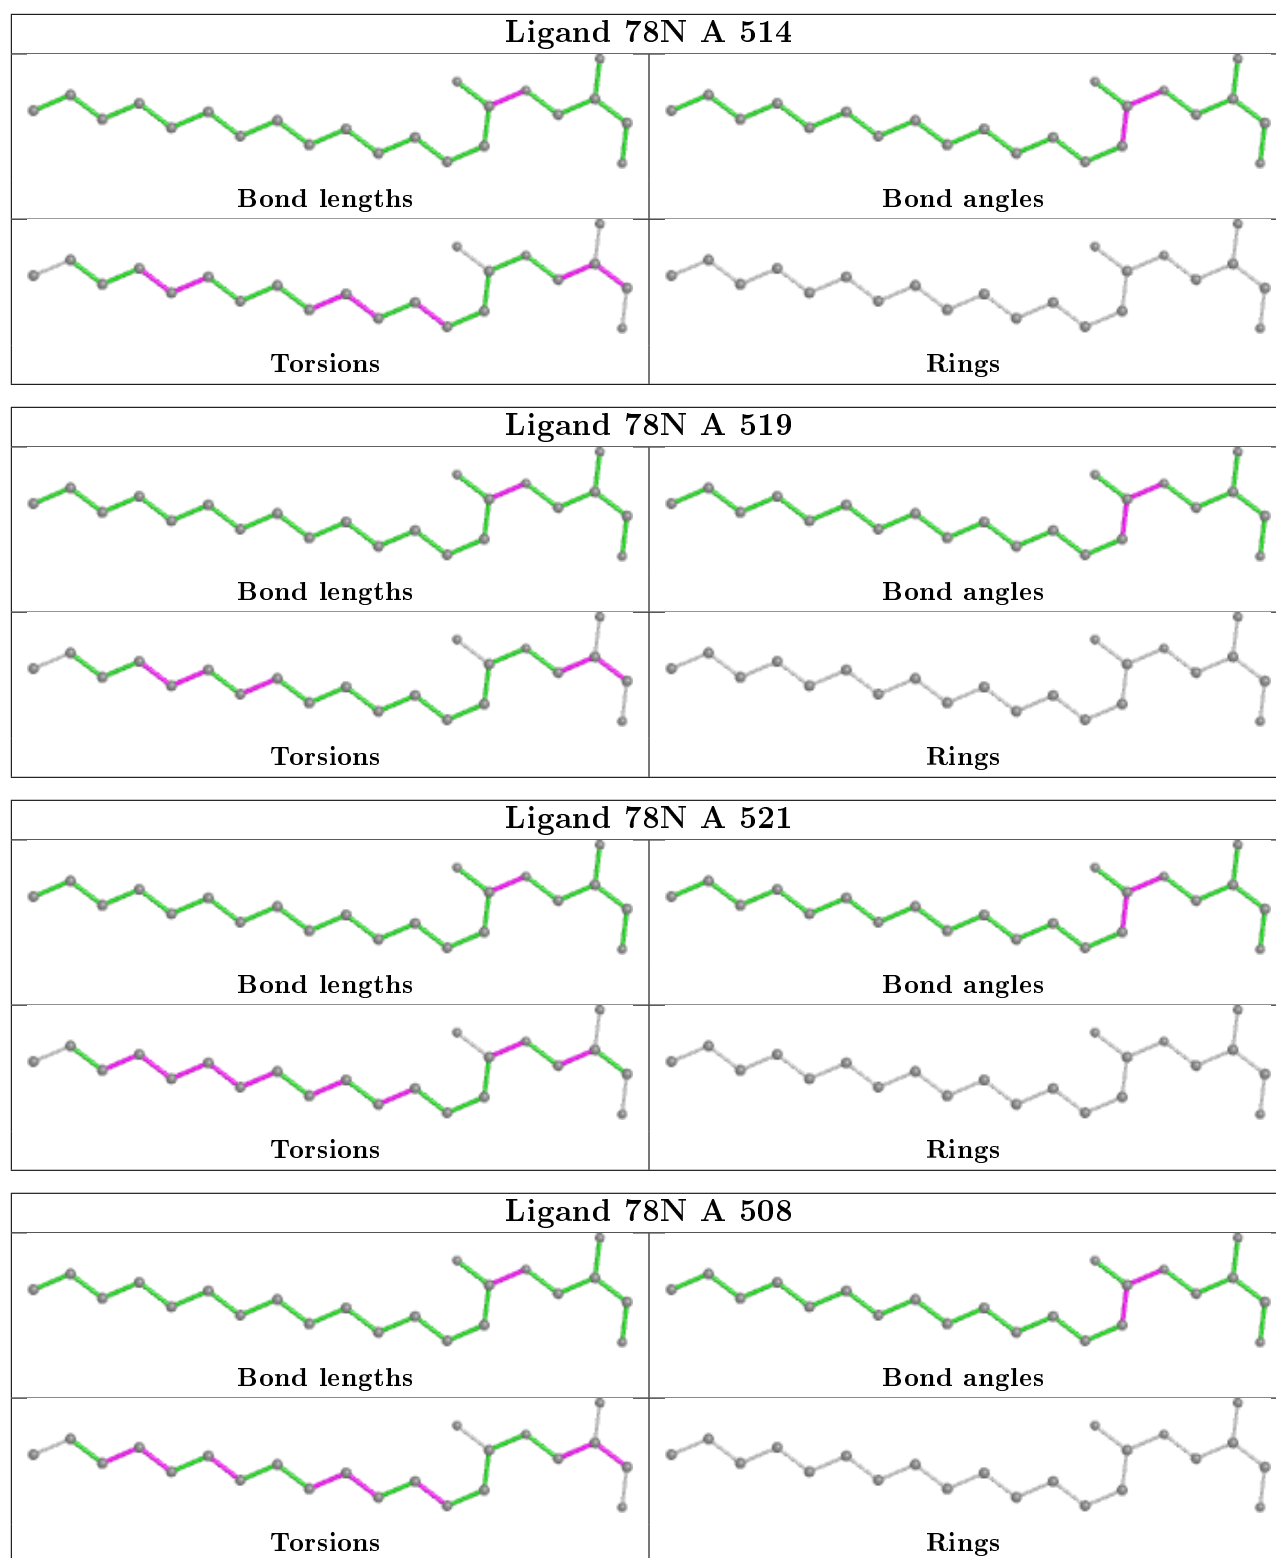 Ligand 78N A 514
Bond lengths
Bond angles
Torsions
Rings
Ligand 78N A 519
Bond lengths
Bond angles
Torsions
Rings
Ligand 78N A 521
Bond lengths
Bond angles
Torsions
Rings
Ligand 78N A 508
Bond lengths
Bond angles
Torsions
Rings